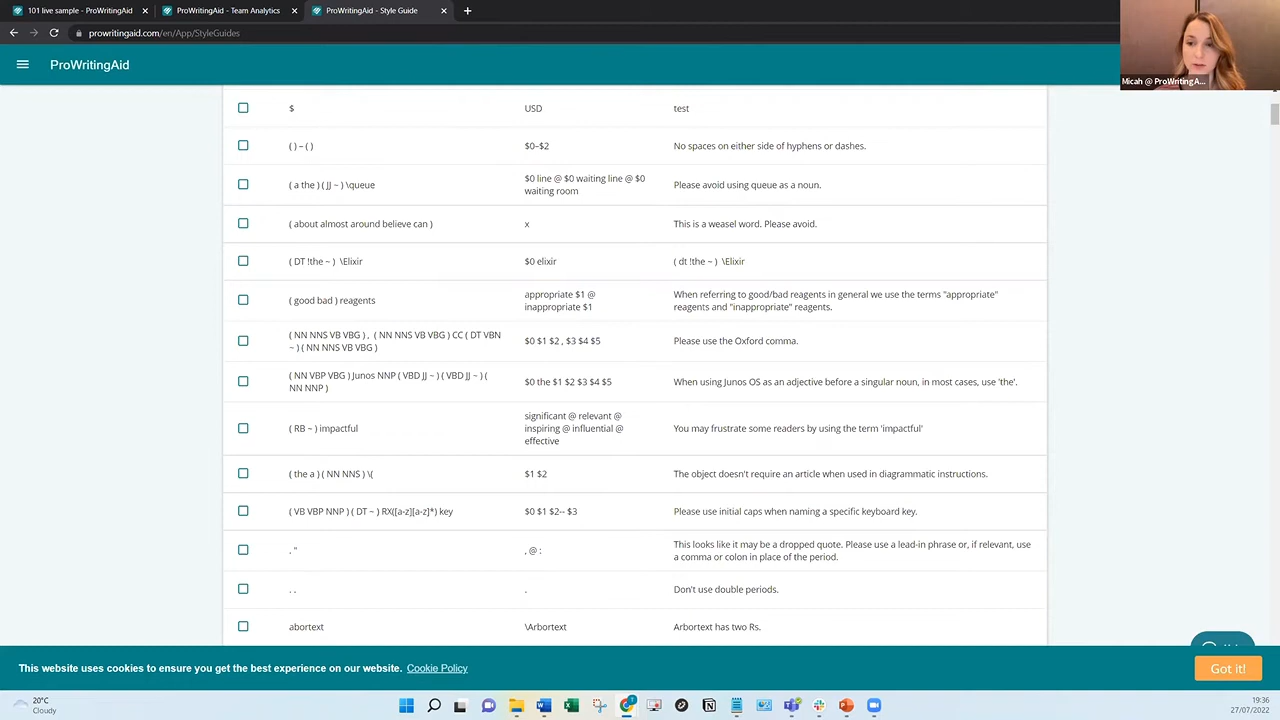 101 live sample - ProWritingAid
ProWritingAid - Team Analytics
ProWritingAid - Style Guide
prowritingaid.com/en/App/StyleGuides
Micah @ ProWritingA...
ProWritingAid
$ USD test
( ) – ( ) $0–$2 No spaces on either side of hyphens or dashes.
( a the ) ( JJ ~ ) \queue $0 line @ $0 waiting line @ $0 Please avoid using queue as a noun.
waiting room
( about almost around believe can ) x This is a weasel word. Please avoid.
( DT !the ~ ) \Elixir $0 elixir ( dt !the ~ ) \Elixir
( good bad ) reagents appropriate $1 @ When referring to good/bad reagents in general we use the terms "appropriate"
inappropriate $1 reagents and "inappropriate" reagents.
( NN NNS VB VBG ) , ( NN NNS VB VBG ) CC ( DT VBN $0 $1 $2 , $3 $4 $5 Please use the Oxford comma.
~ ) ( NN NNS VB VBG )
( NN VBP VBG ) Junos NNP ( VBD JJ ~ ) ( VBD JJ ~ ) ( $0 the $1 $2 $3 $4 $5 When using Junos OS as an adjective before a singular noun, in most cases, use 'the'.
NN NNP )
( RB ~ ) impactful significant @ relevant @ You may frustrate some readers by using the term 'impactful'
inspiring @ influential @
effective
( the a ) ( NN NNS ) \( $1 $2 The object doesn't require an article when used in diagrammatic instructions.
( VB VBP NNP ) ( DT ~ ) RX([a-z][a-z]*) key $0 $1 $2-- $3 Please use initial caps when naming a specific keyboard key.
. " , @ : This looks like it may be a dropped quote. Please use a lead-in phrase or, if relevant, use
a comma or colon in place of the period.
. . . Don't use double periods.
abortext \Arbortext Arbortext has two Rs.
This website uses cookies to ensure you get the best experience on our website. Cookie Policy
Got it!
20°C
Cloudy
19:36
27/07/2022